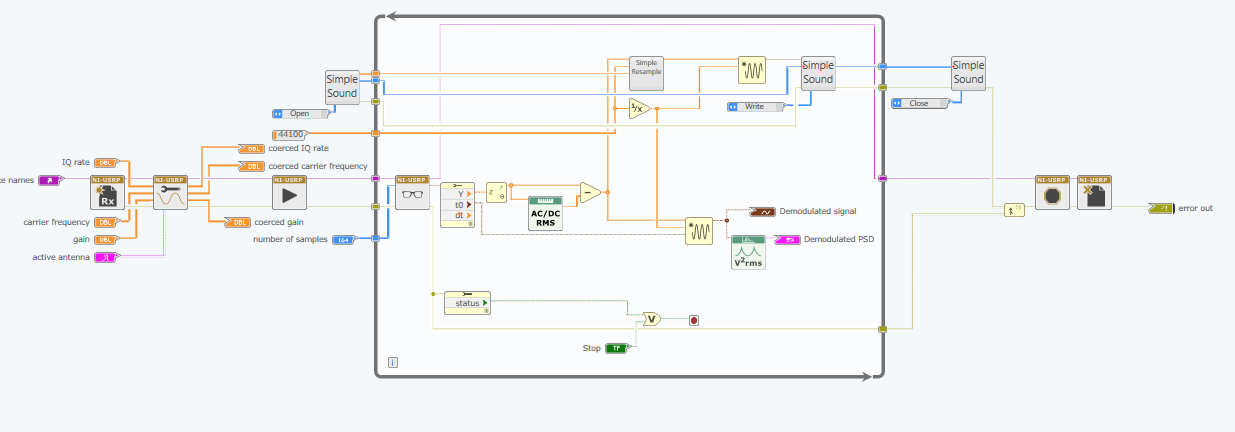 Simple
Resample
Simple
Sound
Simple
Sound
Simple
Sound
Open
Write
Close
1/x
44100
DBL
coerced IQ rate
IQ rate
DBL
DBL
coerced carrier frequency
e names
NI-USRP
Rx
NI-USRP
NI-USRP
NI-USRP
NI-USRP
NI-USRP
Y
t0
dt
z
r
θ
AC/DC
RMS
carrier frequency
DBL
DBL
coerced gain
gain
DBL
number of samples
I64
active antenna
Demodulated signal
Demodulated PSD
V²rms
error out
status
V
Stop
TF
i